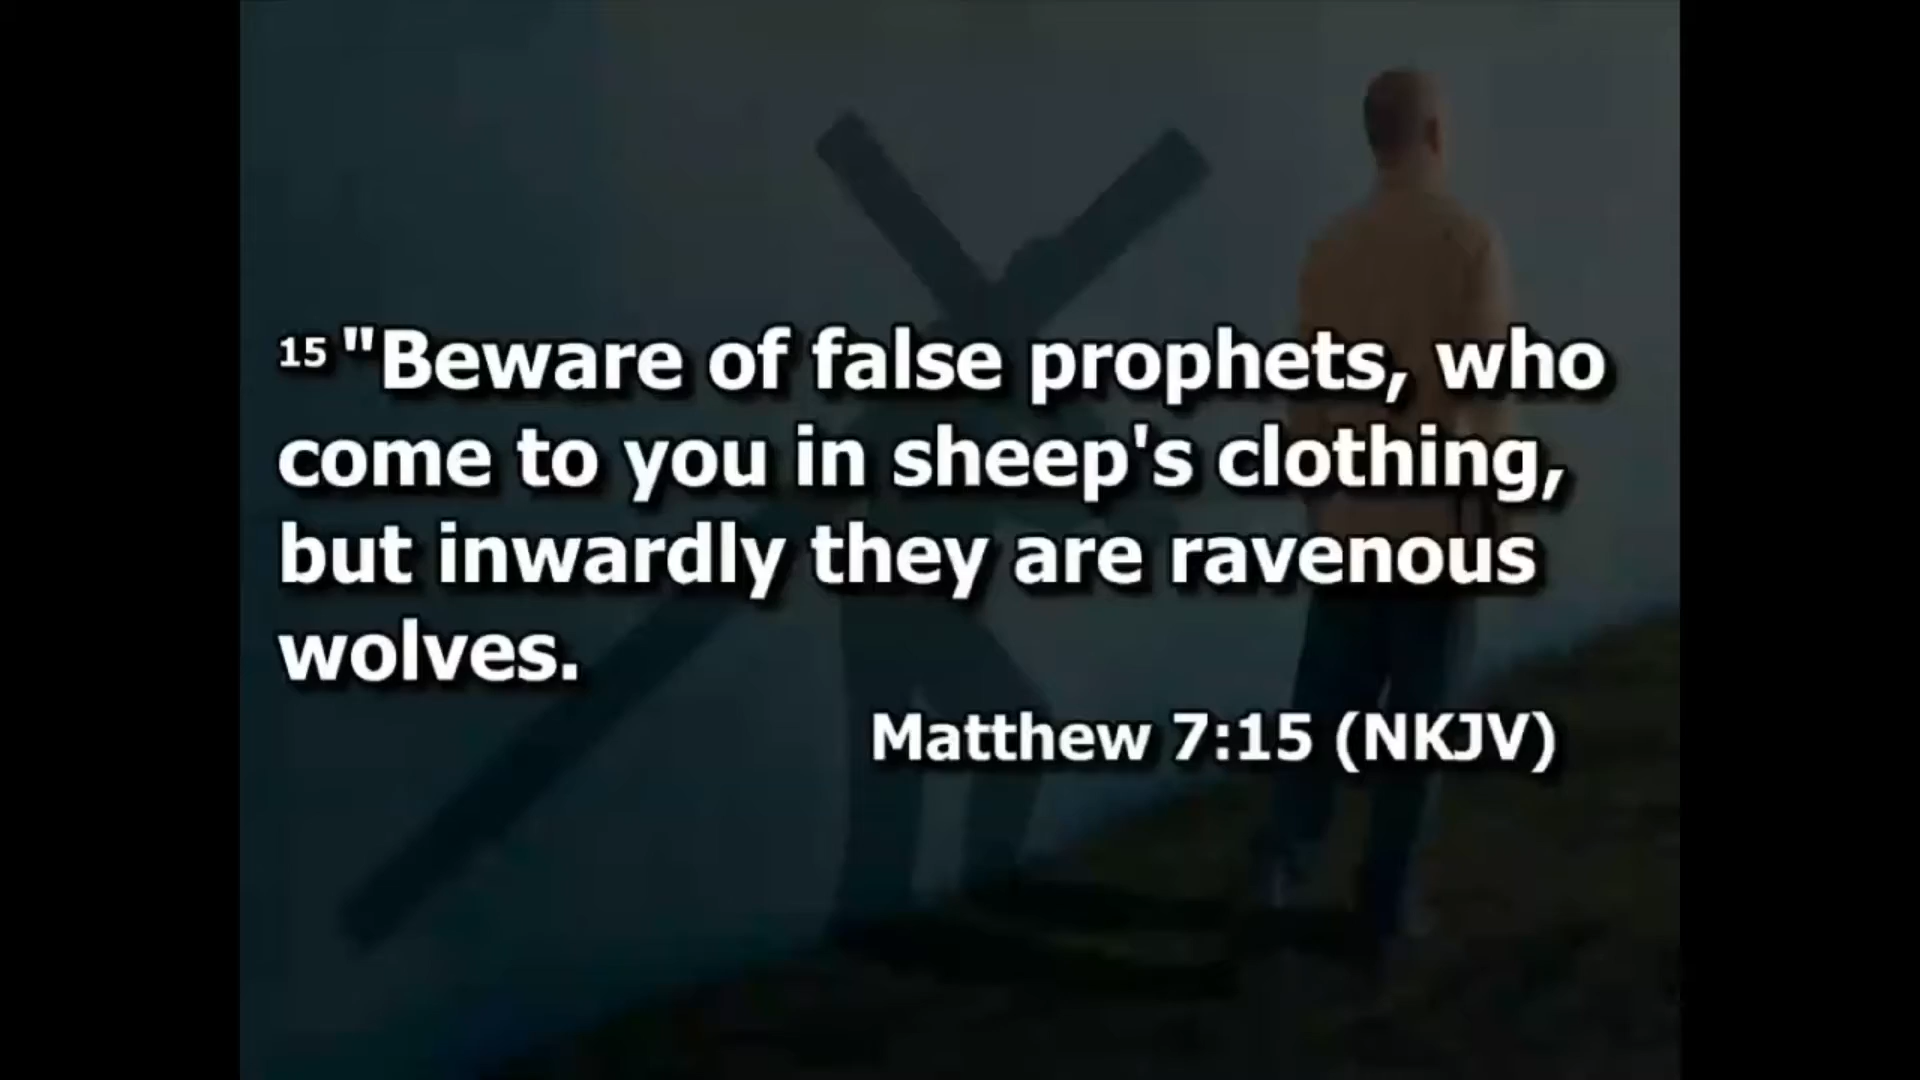 15 "Beware of false prophets, who
come to you in sheep's clothing,
but inwardly they are ravenous
wolves.
Matthew 7:15 (NKJV)